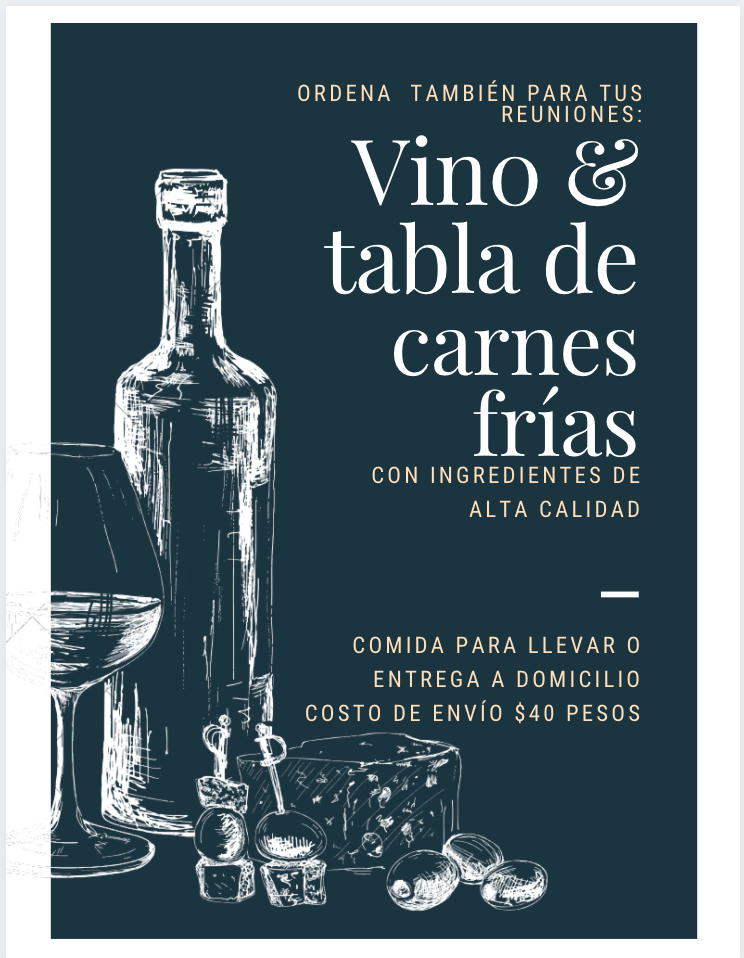 ORDENA TAMBIÉN PARA TUS
REUNIONES:
Vino &
tabla de
carnes
frías
CON INGREDIENTES DE
ALTA CALIDAD
COMIDA PARA LLEVAR O
ENTREGA A DOMICILIO
COSTO DE ENVÍO $40 PESOS